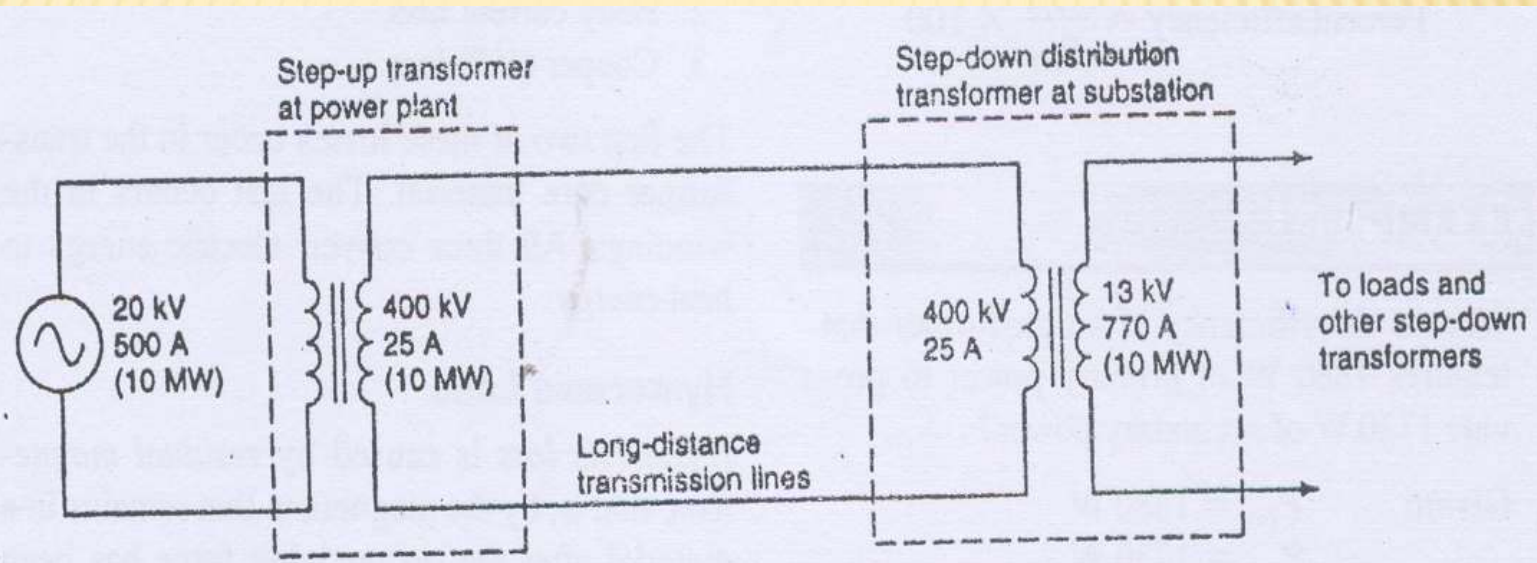 Step-up transformer
at power plant
Step-down distribution
transformer at substation
20 kV
500 A
(10 MW)
400 kV
25 A
(10 MW)
400 kV
25 A
13 kV
770 A
(10 MW)
To loads and
other step-down
transformers
Long-distance
transmission lines